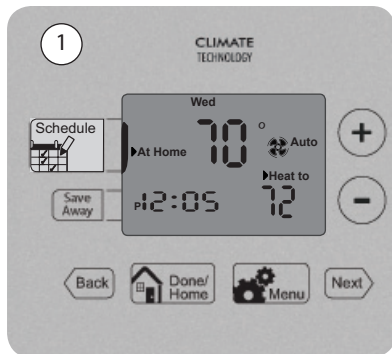 1
CLIMATE
TECHNOLOGY
Wed
Schedule
At Home
70°
Auto
Heat to
Save
Away
P12:05
72
+
-
Back
Done/
Home
Menu
Next